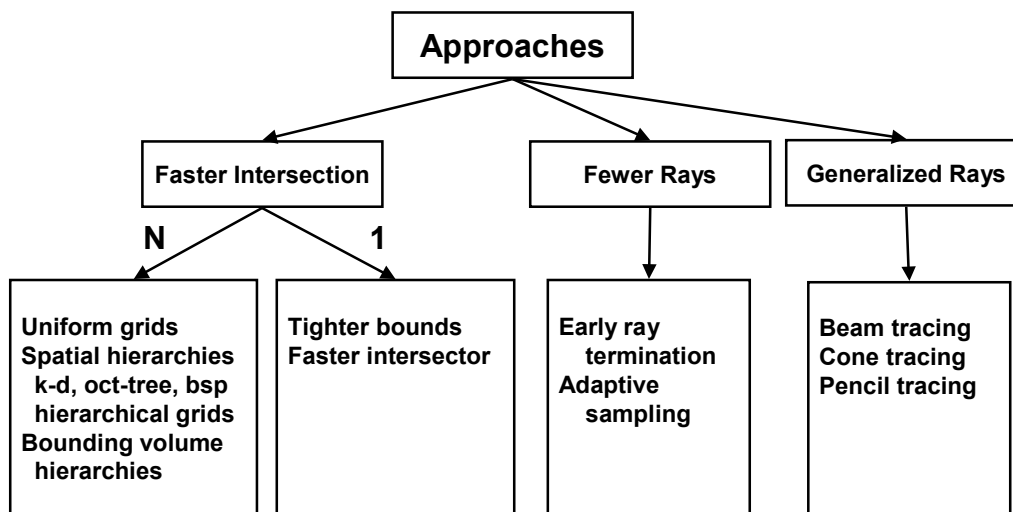 Approaches
Faster Intersection
Fewer Rays
Generalized Rays
N
1
Uniform grids
Spatial hierarchies
k-d, oct-tree, bsp
hierarchical grids
Bounding volume
hierarchies
Tighter bounds
Faster intersector
Early ray
termination
Adaptive
sampling
Beam tracing
Cone tracing
Pencil tracing